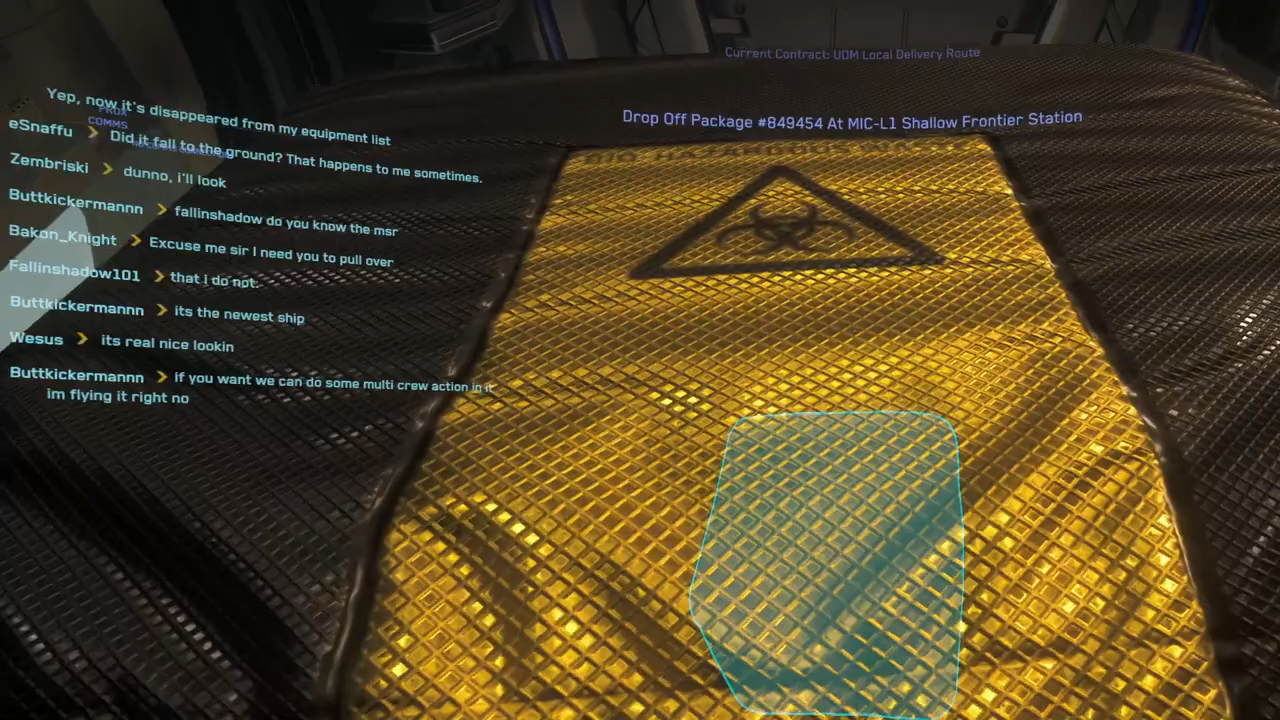 Current Contract: UDM Local Delivery Route
Drop Off Package #849454 At MIC-L1 Shallow Frontier Station
Yep, now it's disappeared from my equipment list
COMMS
eSnaffu > Did it fall to the ground? That happens to me sometimes.
Zembriski > dunno, i'll look
Buttkickermannn > fallinshadow do you know the msr
Bakon_Knight > Excuse me sir I need you to pull over
Fallinshadow101 > that i do not.
Buttkickermannn > its the newest ship
Wesus > its real nice lookin
Buttkickermannn > if you want we can do some multi crew action in it
im flying it right no